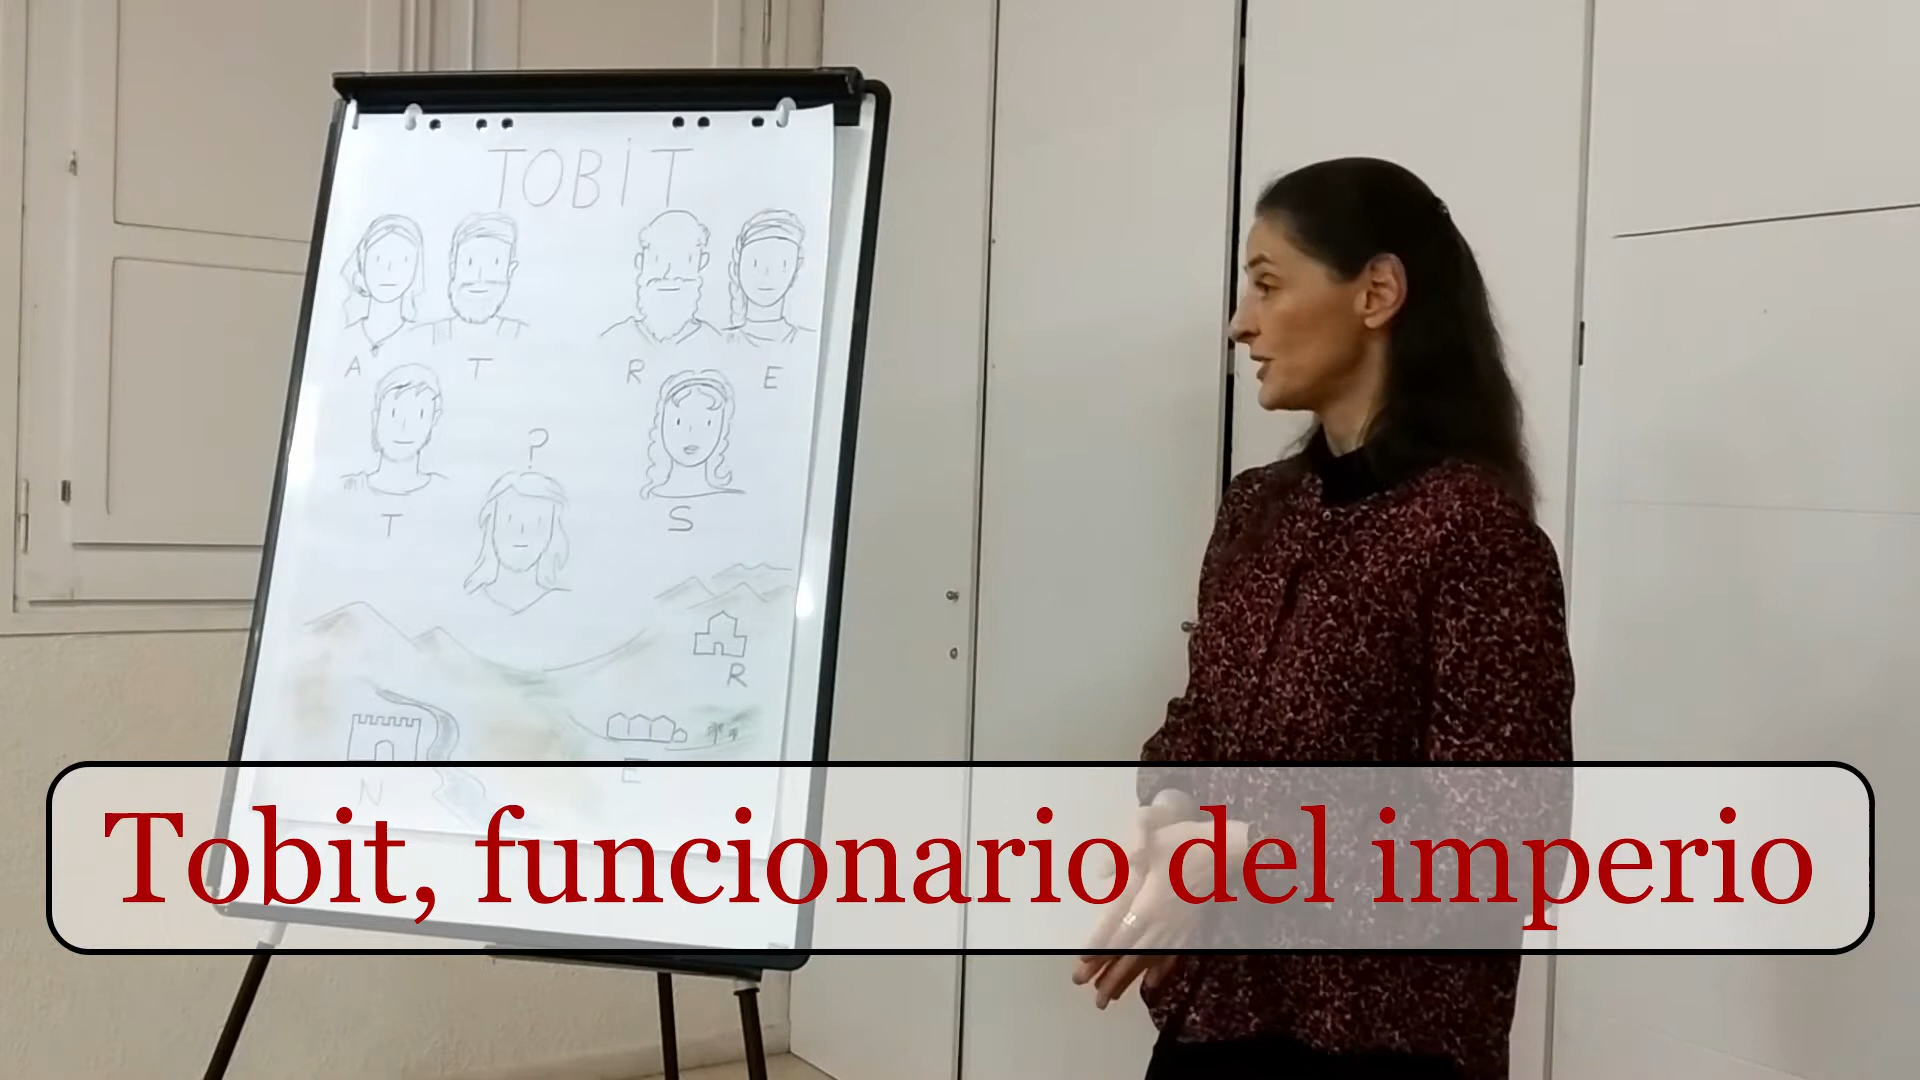 TOBiT
A T R E
?
T S
R
E
N
Tobit, funcionario del imperio